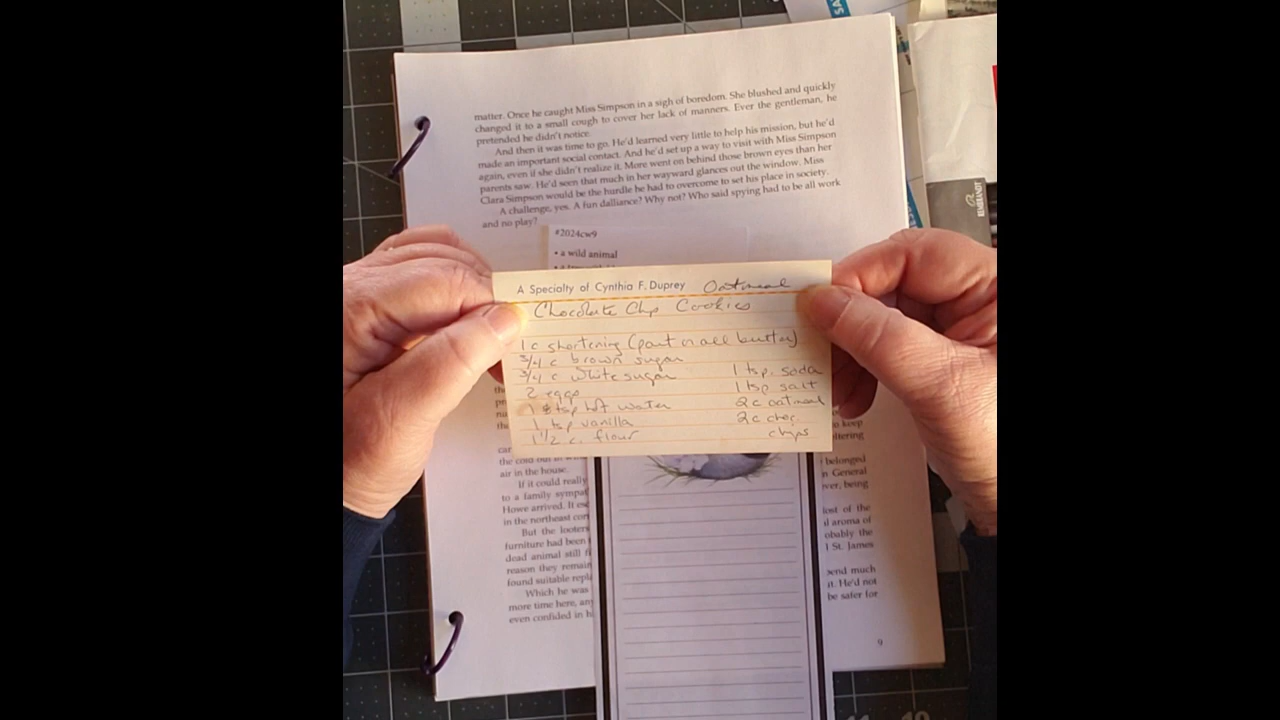 matter. Once he caught Miss Simpson in a sigh of boredom. She blushed and quickly
changed it to a small cough to cover her lack of manners. Ever the gentleman, he
pretended he didn't notice.
And then it was time to go. He'd learned very little to help his mission, but he'd
made an important social contact. And he'd set up a way to visit with Miss Simpson
again, even if she didn't realize it. More went on behind those brown eyes than her
parents saw. He'd seen that much in her wayward glances out the window. Miss
Clara Simpson would be the hurdle he had to overcome to set his place in society.
A challenge, yes. A fun dalliance? Why not? Who said spying had to be all work
and no play?
REMBRANDT
#2024cw9
• a wild animal
A Specialty of Cynthia F. Duprey Oatmeal
Chocolate Chip Cookies
1 c shortening (part or all butter)
3/4 c brown sugar
3/4 c white sugar
2 eggs
1 tsp hot water
1 tsp vanilla
1 1/2 c. flour
1 tsp. soda
1 tsp salt
2 c oatmeal
2 c choc.
chips
air in the house.
If it could really
to a family sympat
Howe arrived. It
in the northeast cor
But the looters
furniture had been
dead animal still
reason they remain
found suitable repl
Which he was
more time here, an
even confided in h
to keep
ltering
belonged
n General
ver, being
lost of the
d aroma of
obably the
St. James
pend much
n. He'd not
be safer for
9